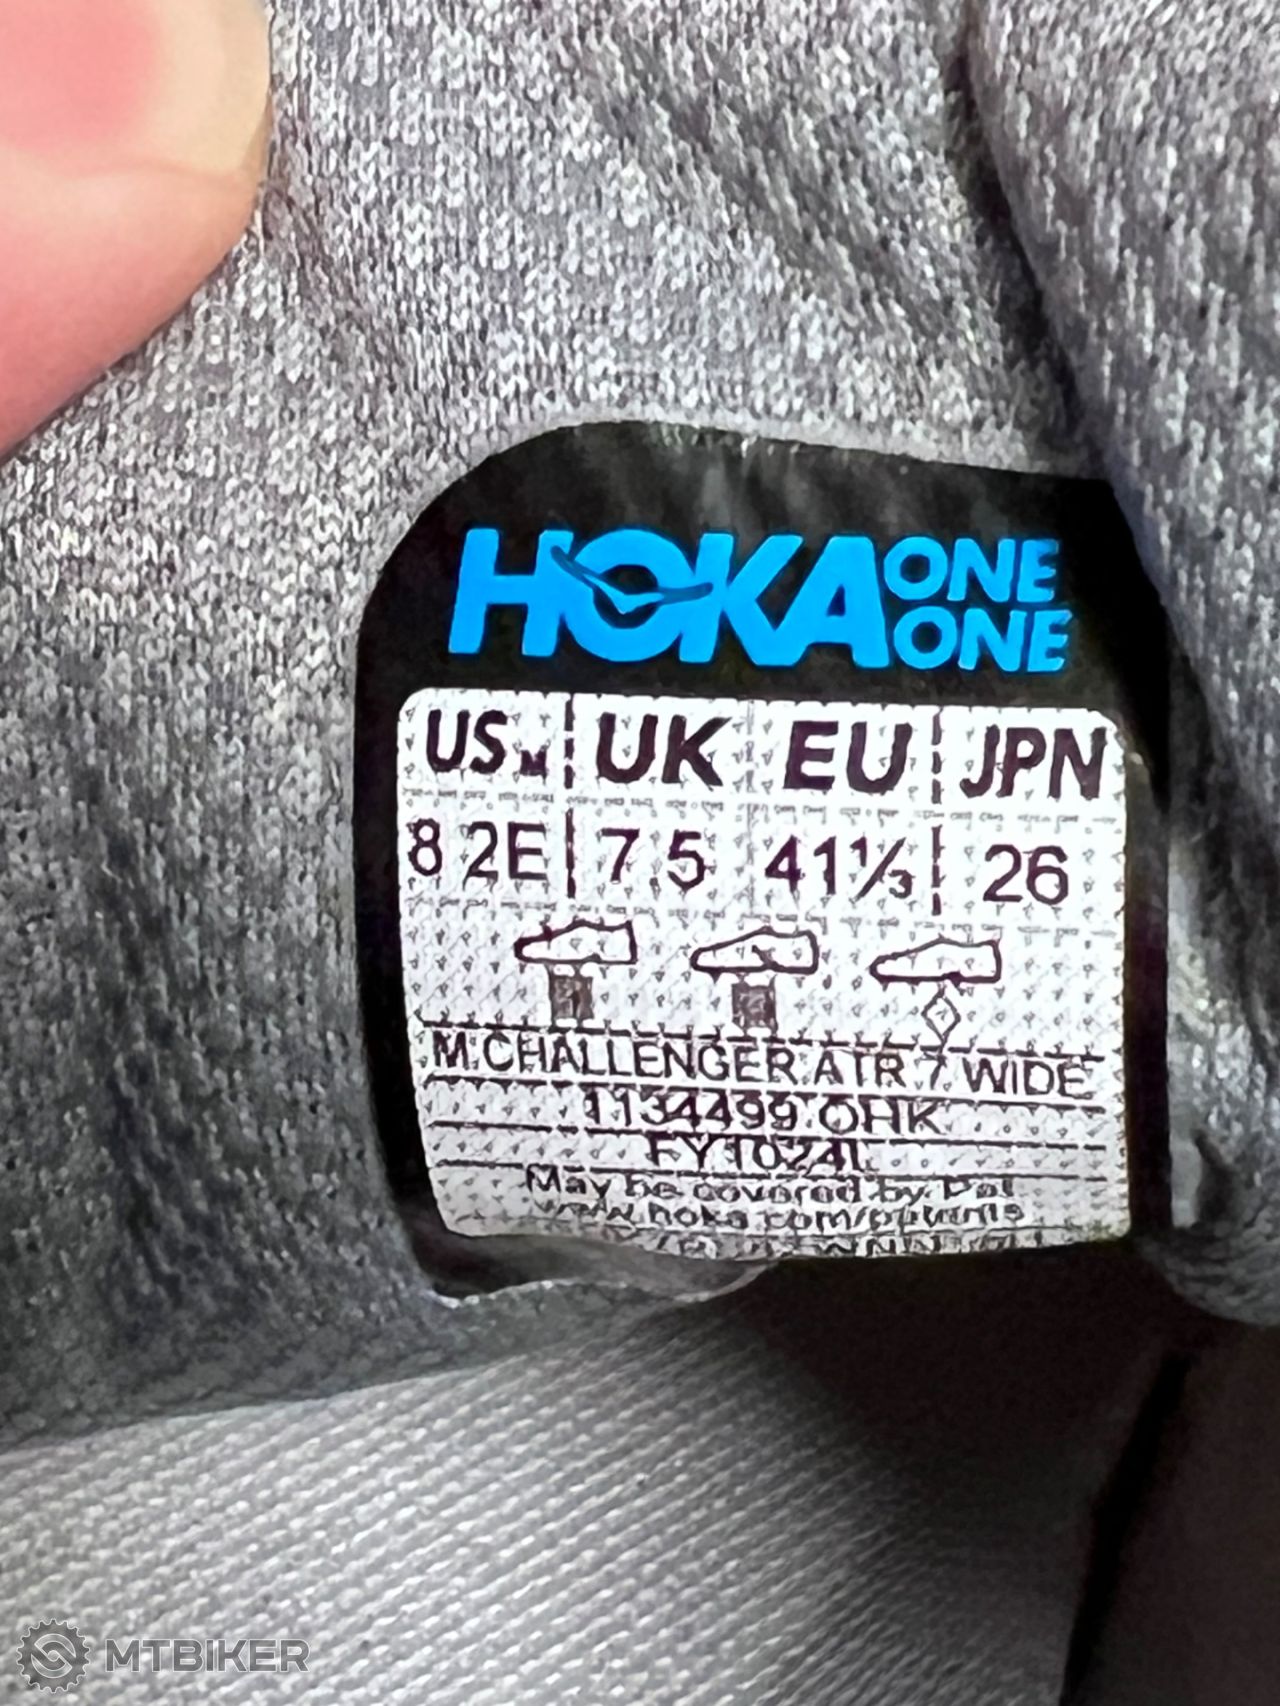 HOKA ONE ONE
US M UK EU JPN
8 2E 7.5 41⅓ 26
M CHALLENGER ATR 7 WIDE
1134499 OHK
FY1024L
May be covered by Pat
www.hoka.com/patents
MTBIKER